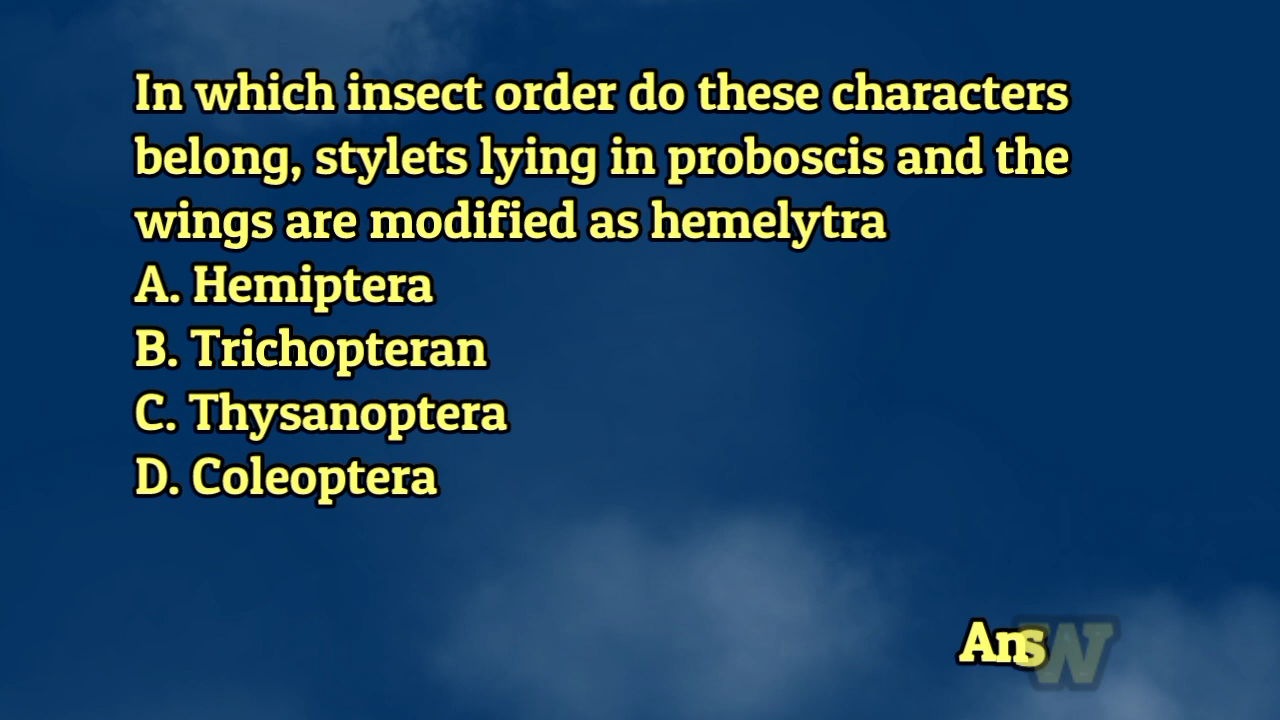 In which insect order do these characters
belong, stylets lying in proboscis and the
wings are modified as hemelytra
A. Hemiptera
B. Trichopteran
C. Thysanoptera
D. Coleoptera
AnsW